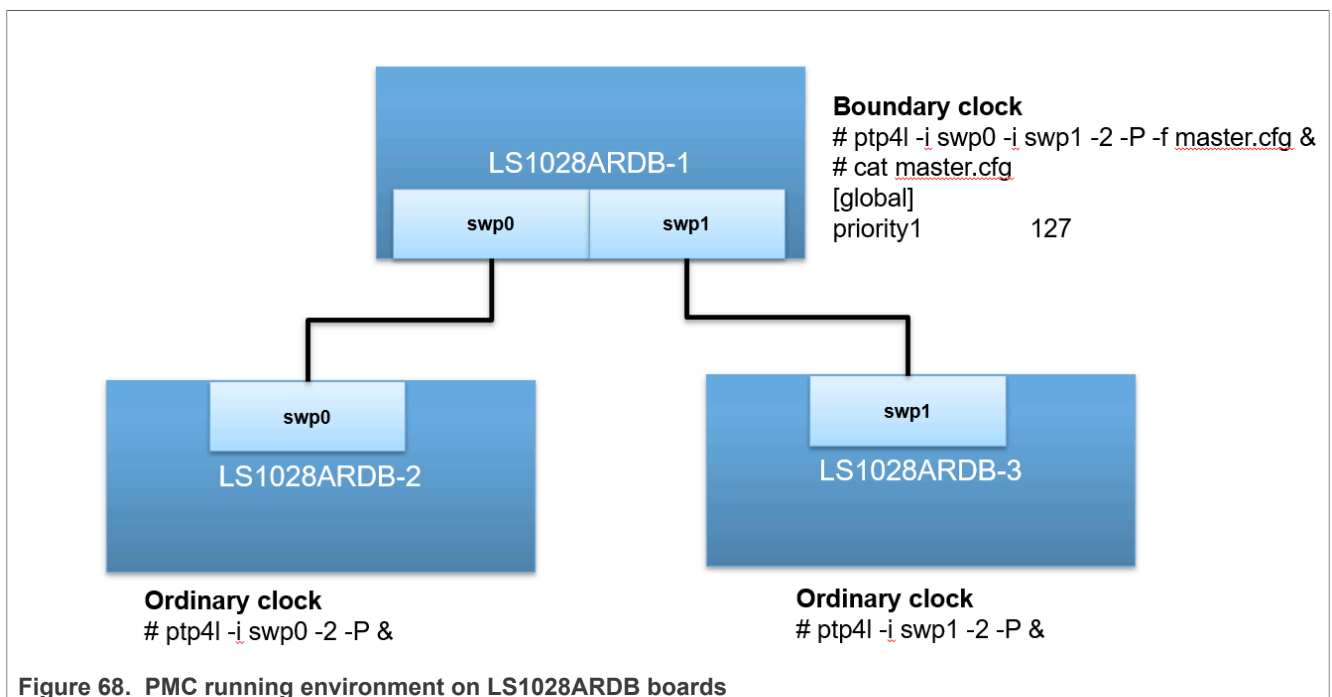 LS1028ARDB-1
swp0
swp1
Boundary clock
# ptp4l -i swp0 -i swp1 -2 -P -f master.cfg &
# cat master.cfg
[global]
priority1 127
swp0
LS1028ARDB-2
swp1
LS1028ARDB-3
Ordinary clock
# ptp4l -i swp0 -2 -P &
Ordinary clock
# ptp4l -i swp1 -2 -P &
Figure 68. PMC running environment on LS1028ARDB boards